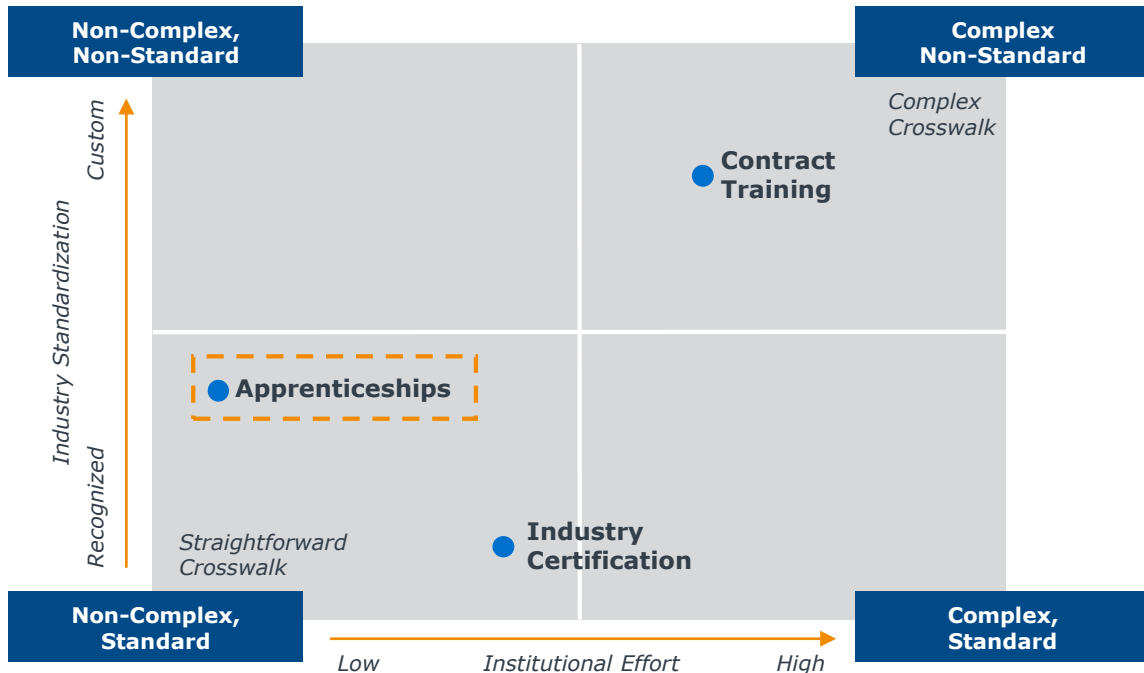 Non-Complex,
Non-Standard
Complex
Non-Standard
Complex
Crosswalk
Custom
Contract
Training
Industry Standardization
Apprenticeships
Recognized
Straightforward
Crosswalk
Industry
Certification
Non-Complex,
Standard
Complex,
Standard
Low
Institutional Effort
High